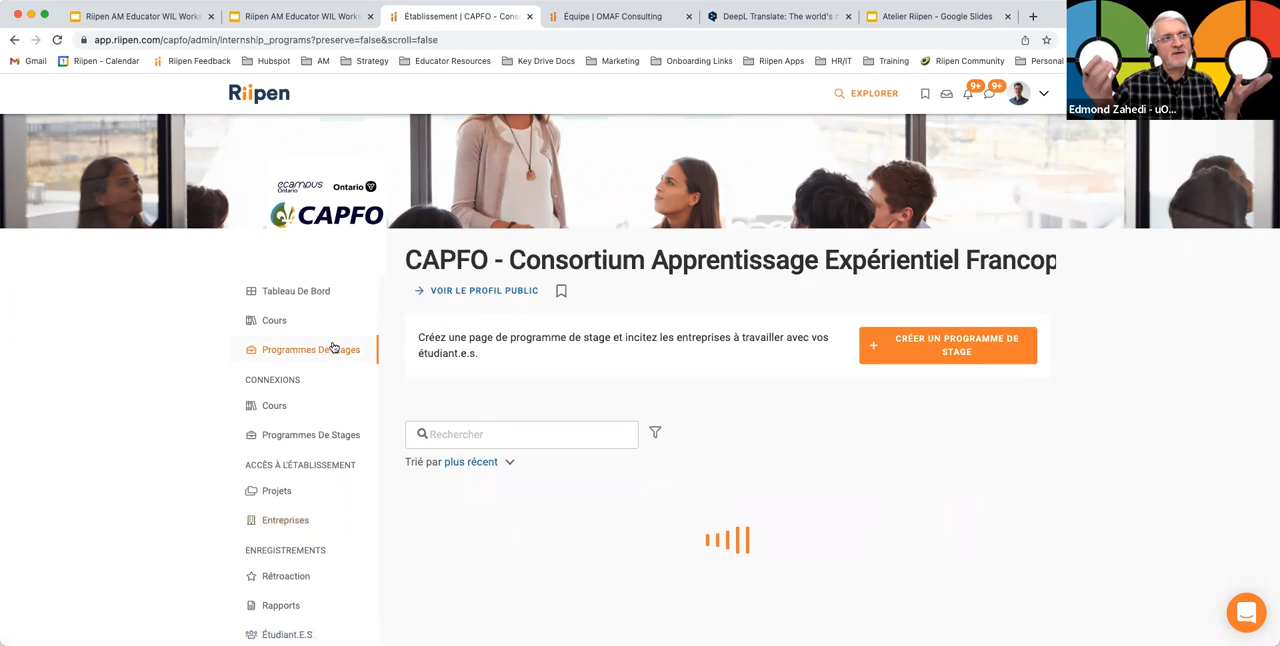 Riipen AM Educator WIL Works
Riipen AM Educator WIL Works
Établissement | CAPFO - Cons
Équipe | OMAF Consulting
DeepL Translate: The world's
Atelier Riipen - Google Slides
app.riipen.com/capfo/admin/internship_programs?preserve=false&scroll=false
Gmail
Riipen - Calendar
Riipen Feedback
Hubspot
AM
Strategy
Educator Resources
Key Drive Docs
Marketing
Onboarding Links
Riipen Apps
HR/IT
Training
Riipen Community
Personal
Edmond Zahedi - uO...
Riipen
EXPLORER
9+
9+
ecampus
Ontario
Ontario
CAPFO
CAPFO - Consortium Apprentissage Expérientiel Francop
VOIR LE PROFIL PUBLIC
Tableau De Bord
Cours
Programmes De Stages
CONNEXIONS
Cours
Programmes De Stages
ACCÈS À L'ÉTABLISSEMENT
Projets
Entreprises
ENREGISTREMENTS
Rétroaction
Rapports
Étudiant.E.S
Créez une page de programme de stage et incitez les entreprises à travailler avec vos
étudiant.e.s.
+ CRÉER UN PROGRAMME DE
STAGE
Rechercher
Trié par plus récent